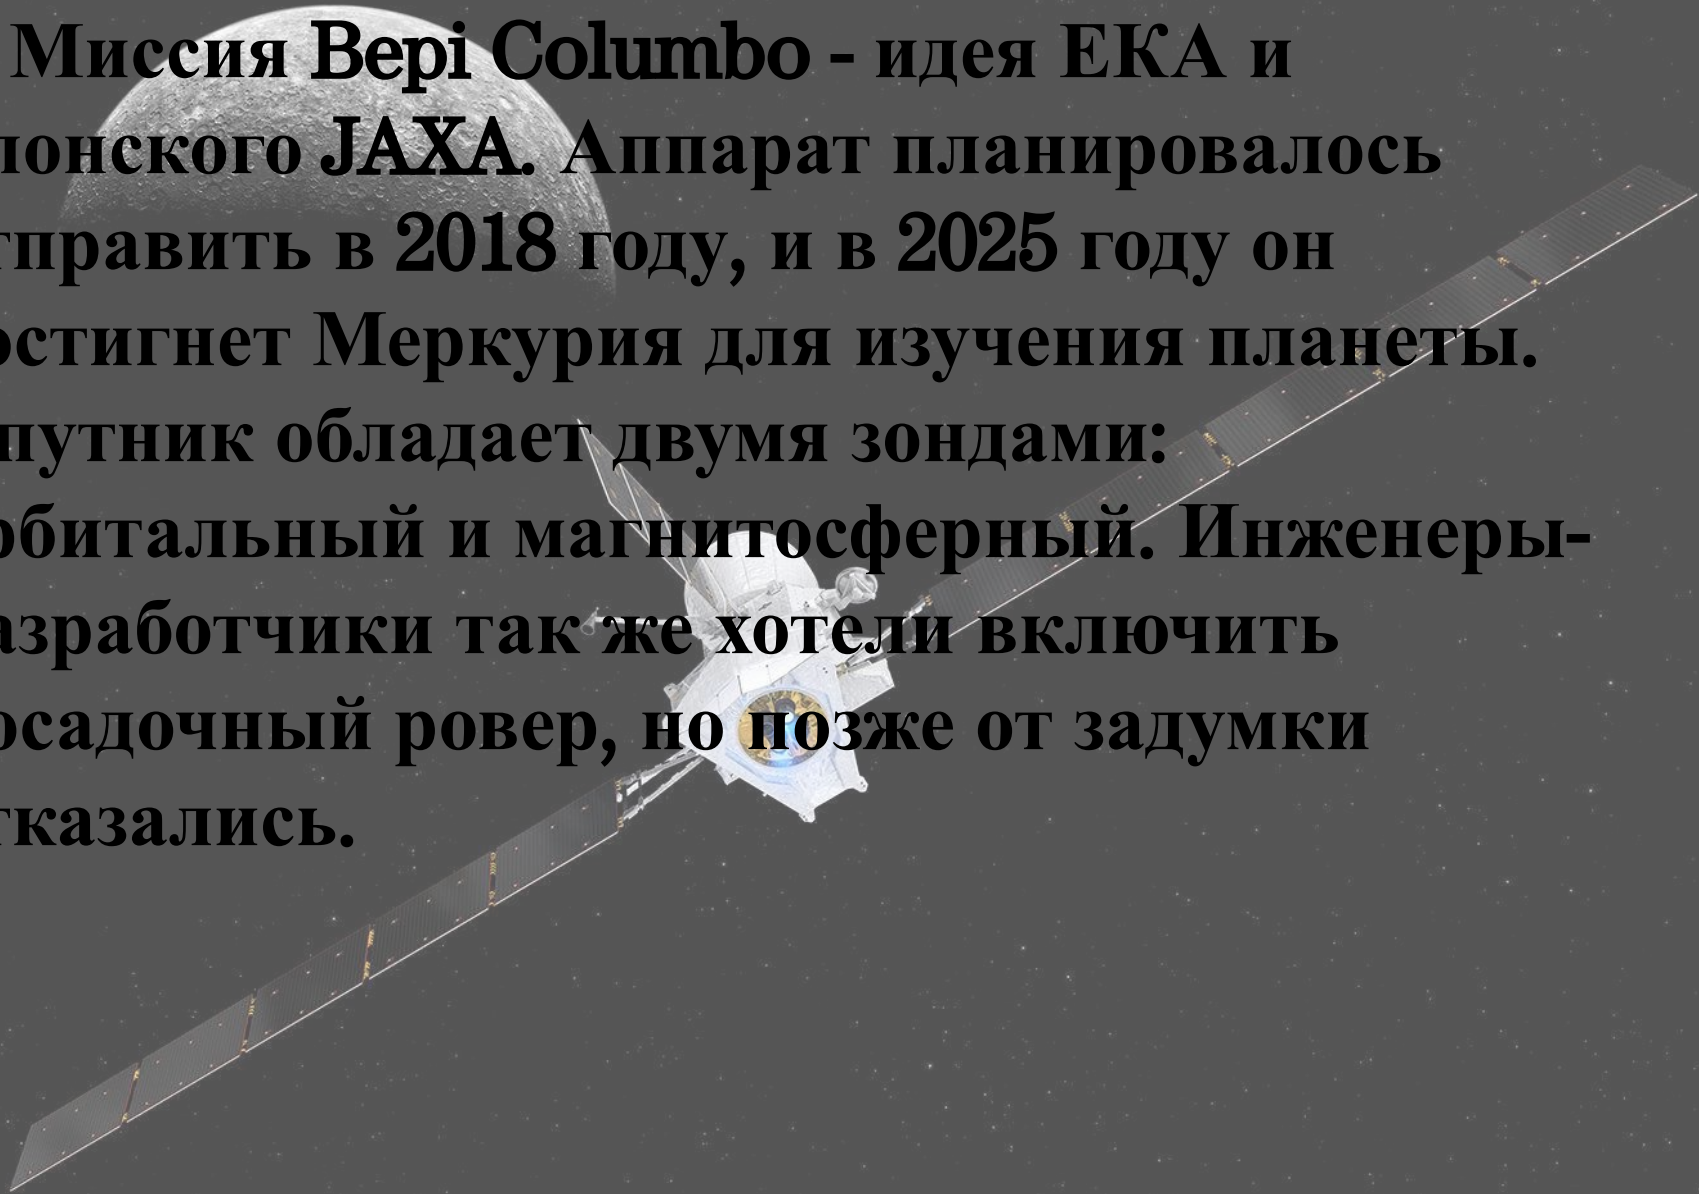 Миссия Bepi Columbo - идея ЕКА и
понского JAXA. Аппарат планировалось
тправить в 2018 году, и в 2025 году он
остигнет Меркурия для изучения планеты.
путник обладает двумя зондами:
рбитальный и магнитосферный. Инженеры-
азработчики так же хотели включить
осадочный ровер, но позже от задумки
тказались.